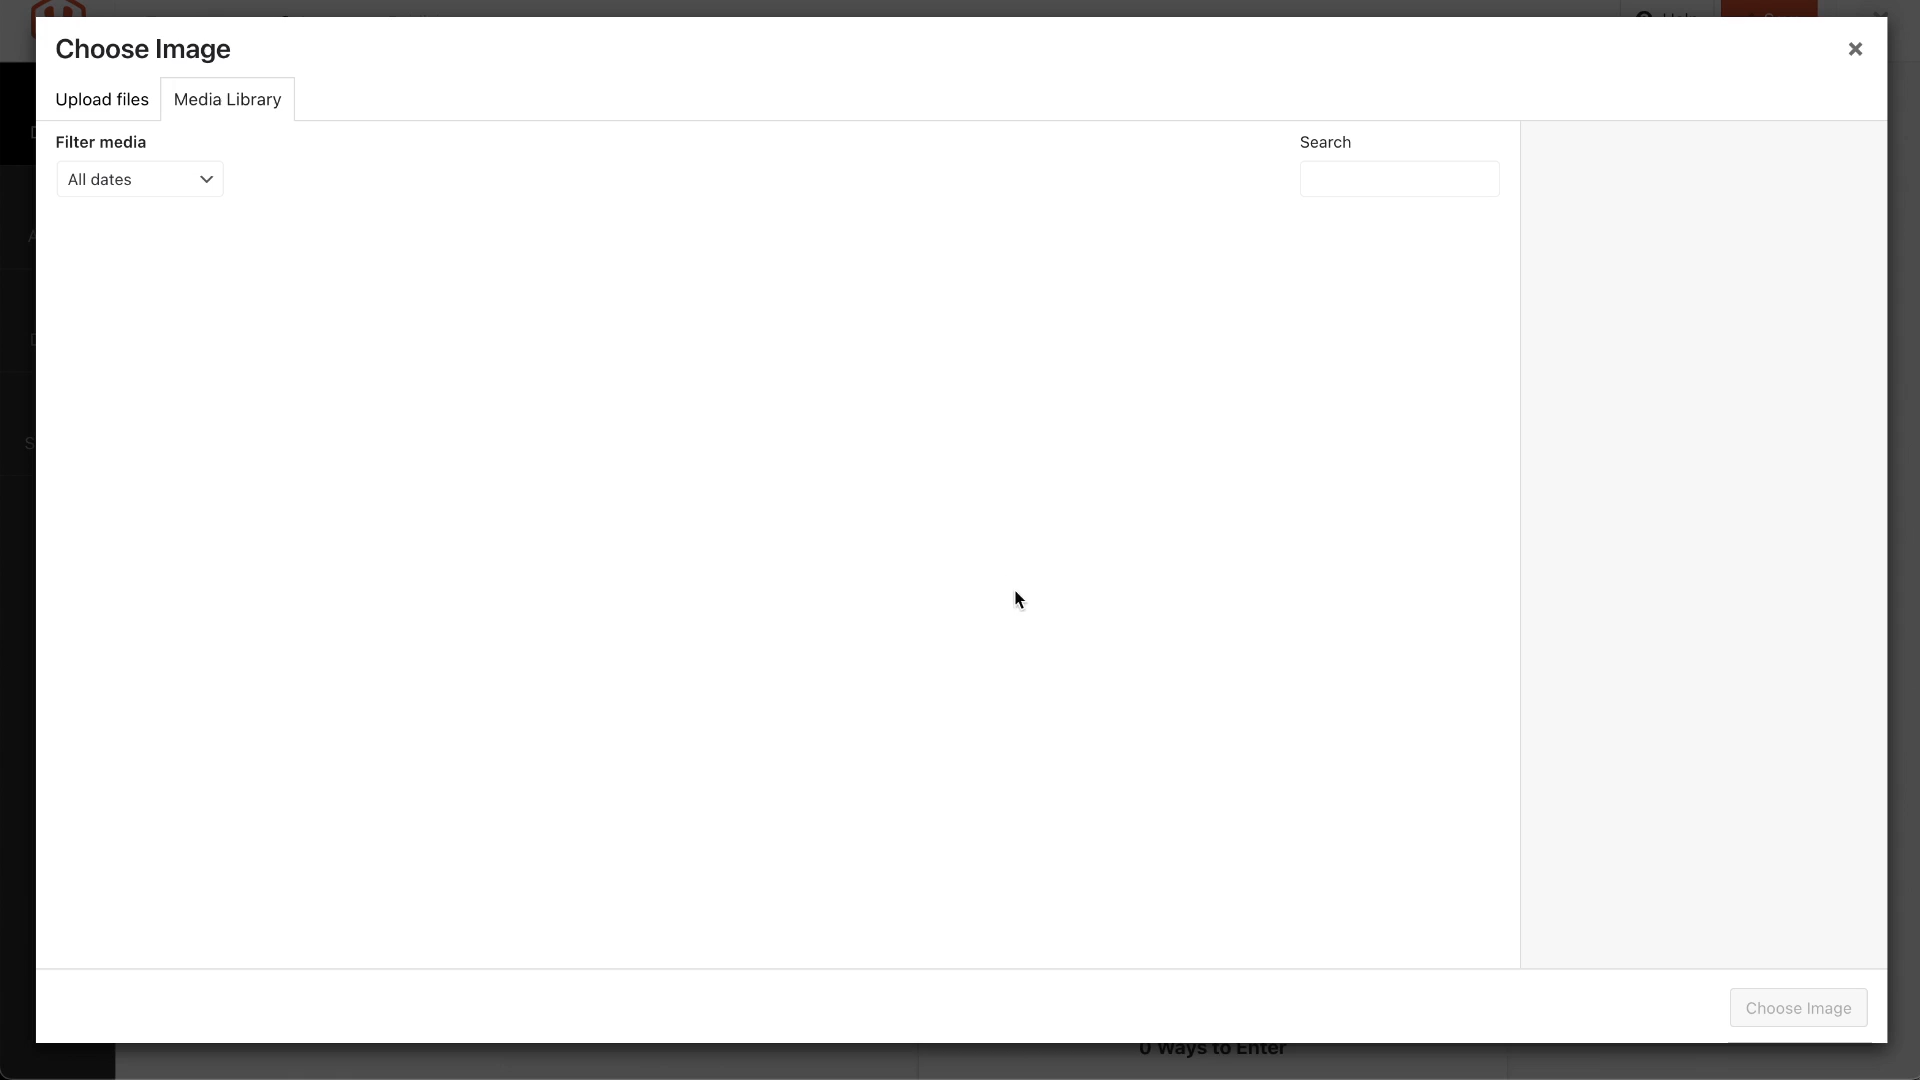 Choose Image
Upload files
Media Library
Filter media
Search
All dates
Choose Image
0 Ways to Enter